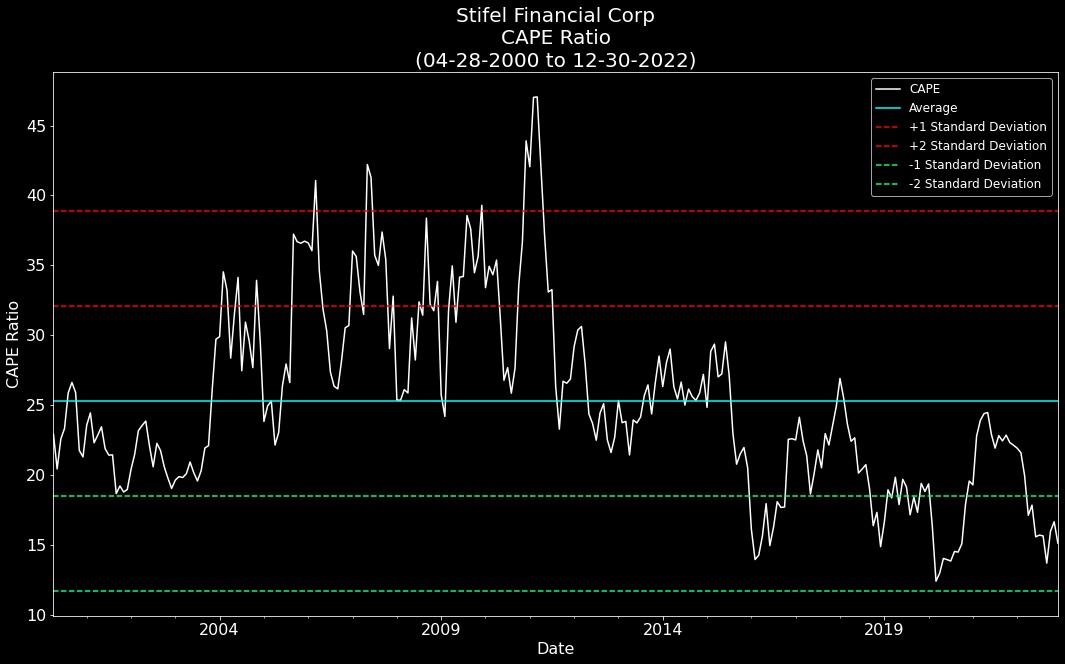 Stifel Financial Corp
CAPE Ratio
(04-28-2000 to 12-30-2022)
CAPE
Average
+1 Standard Deviation
+2 Standard Deviation
-1 Standard Deviation
-2 Standard Deviation
CAPE Ratio
45
40
35
30
25
20
15
10
2004
2009
2014
2019
Date